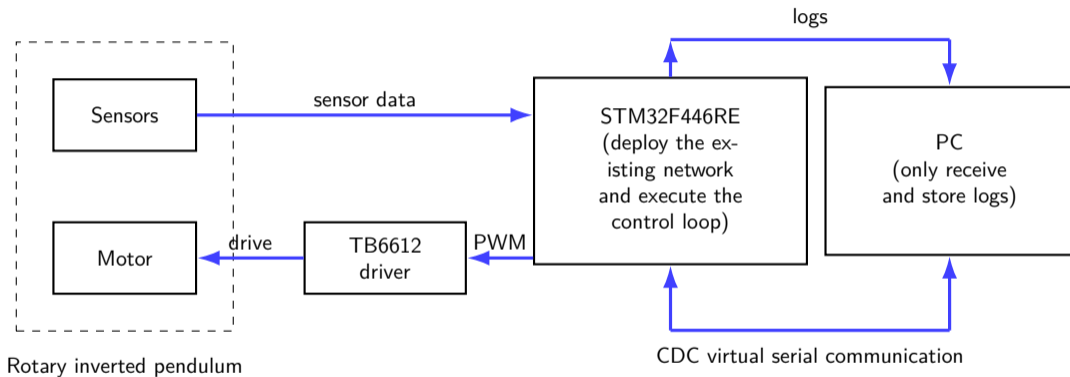 logs
Sensors
sensor data
STM32F446RE
(deploy the ex-
isting network
and execute the
control loop)
PC
(only receive
and store logs)
Motor
drive
TB6612
driver
PWM
Rotary inverted pendulum
CDC virtual serial communication